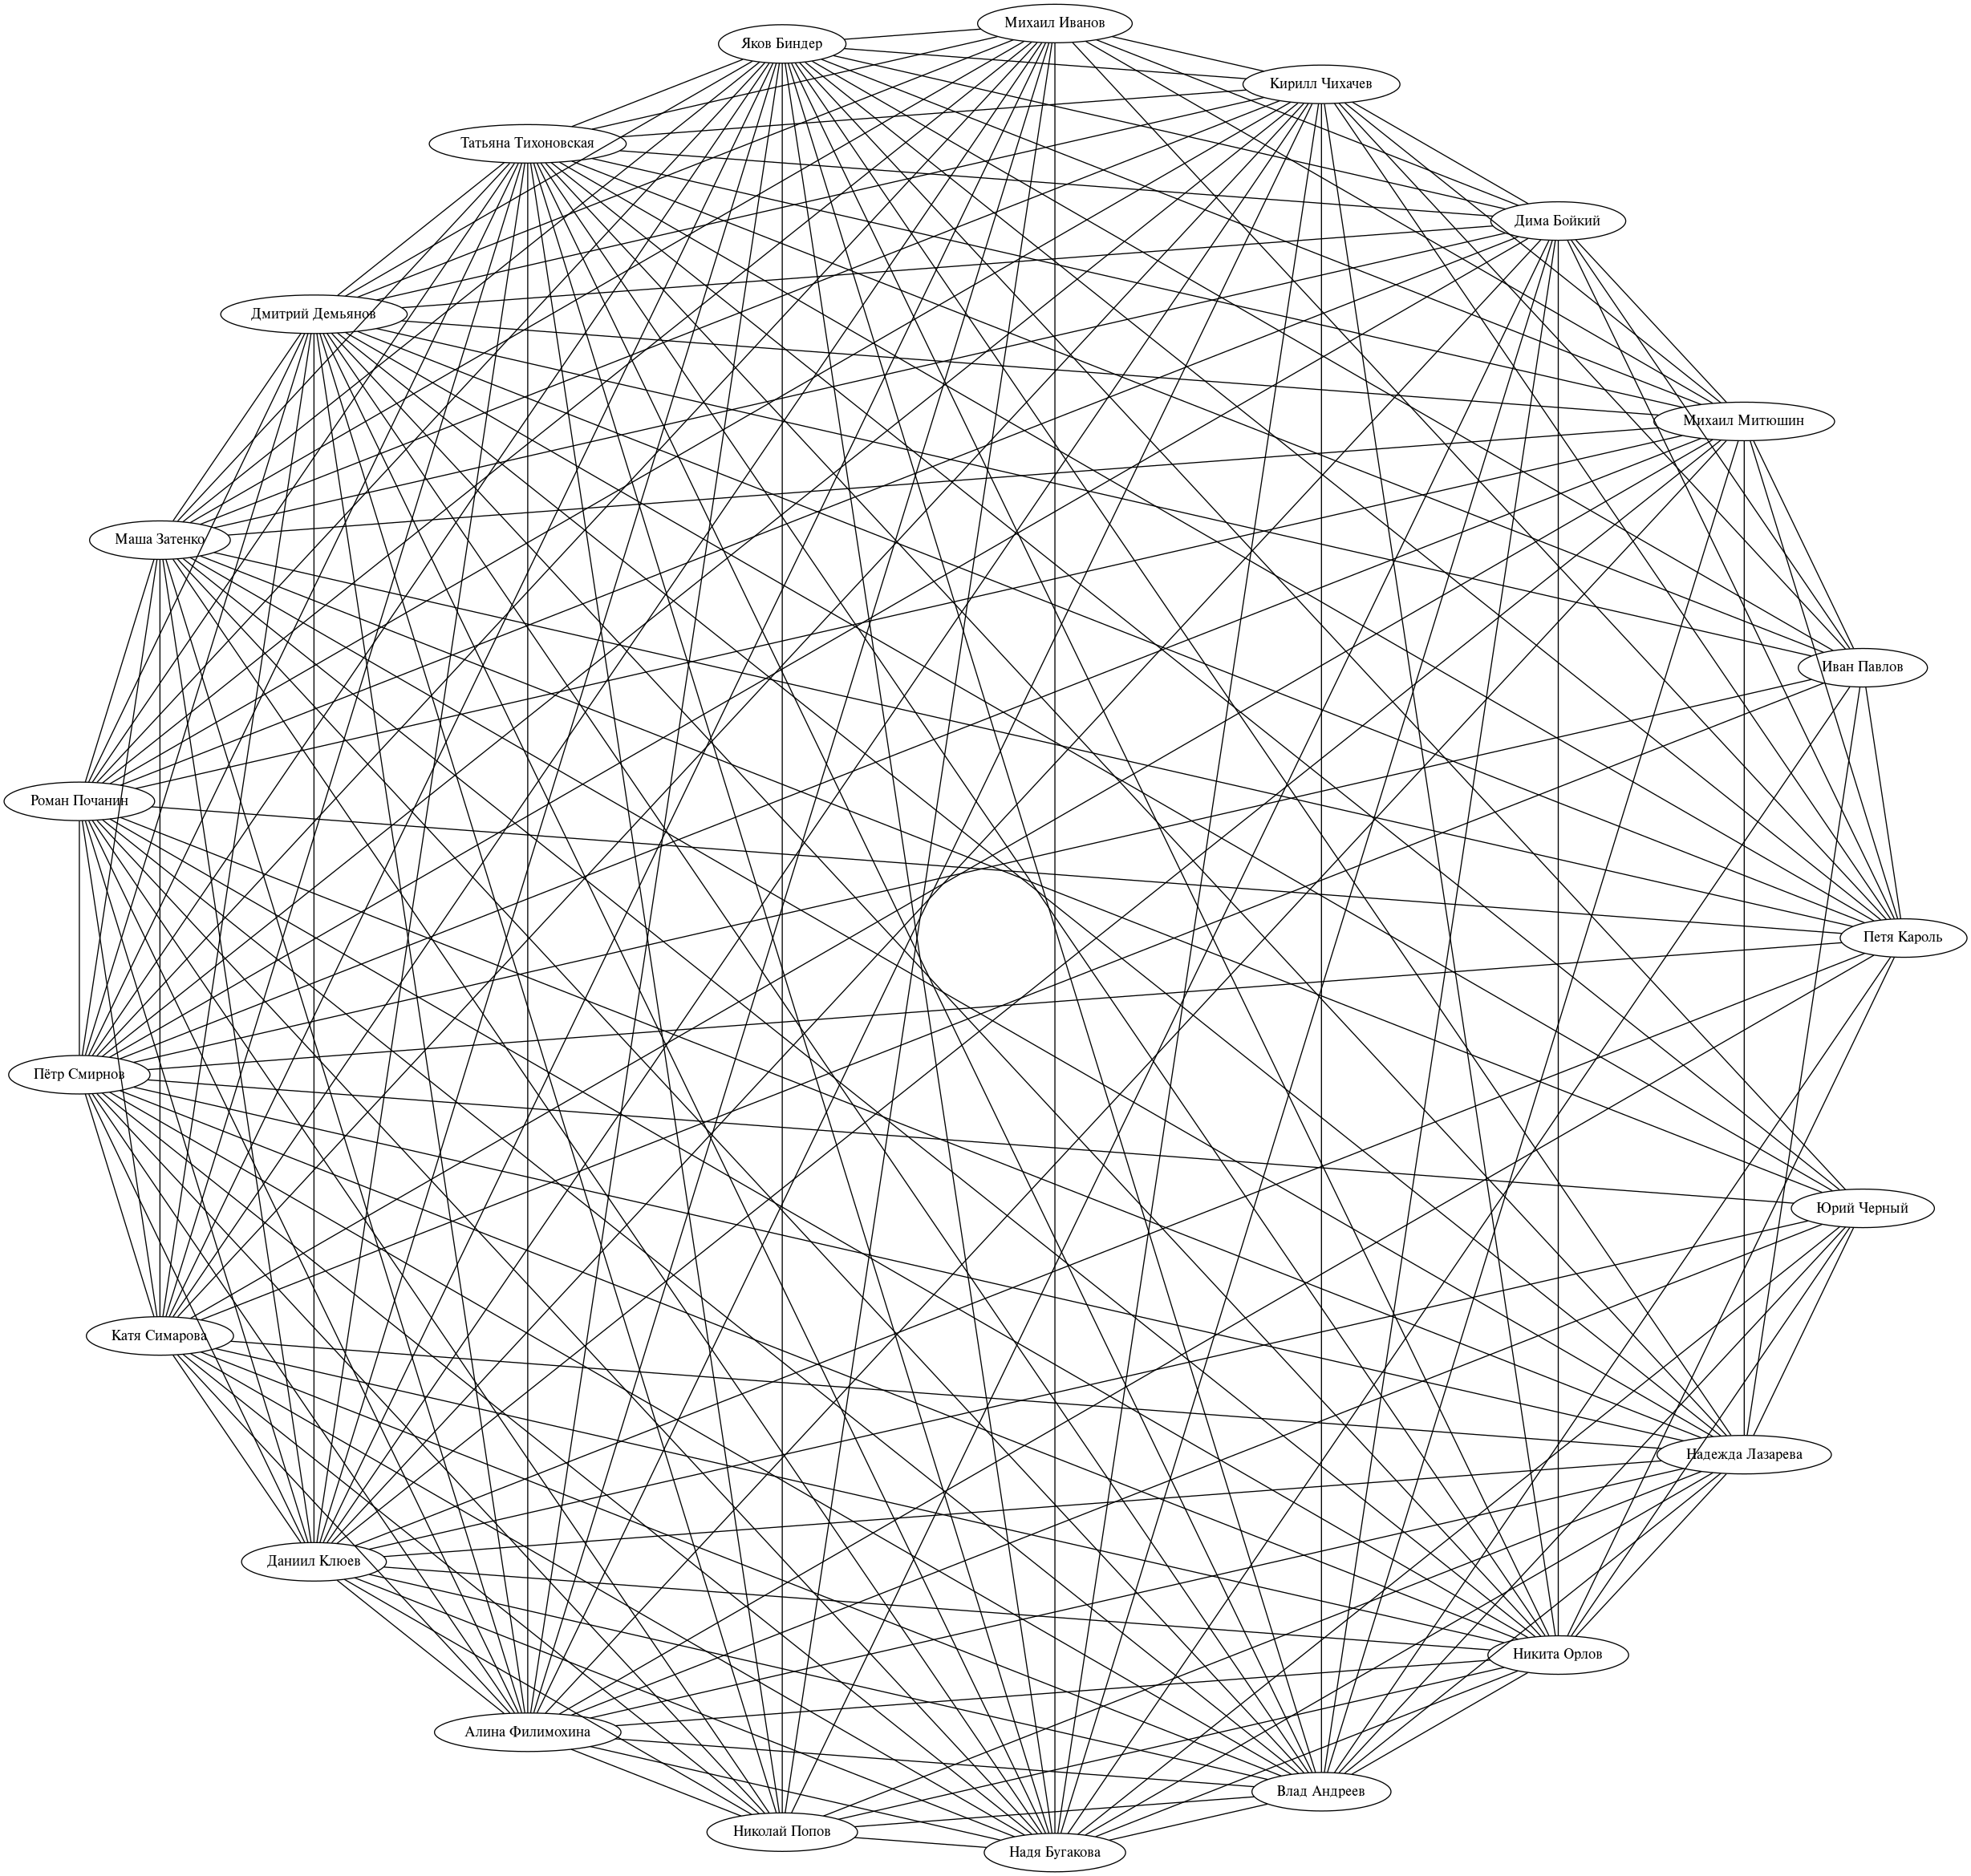 Михаил Иванов
Яков Биндер
Кирилл Чихачев
Татьяна Тихоновская
Дима Бойкий
Дмитрий Демьянов
Михаил Митюшин
Маша Затенко
Иван Павлов
Роман Почанин
Петя Кароль
Пётр Смирнов
Юрий Черный
Катя Симарова
Надежда Лазарева
Даниил Клюев
Никита Орлов
Алина Филимохина
Влад Андреев
Николай Попов
Надя Бугакова